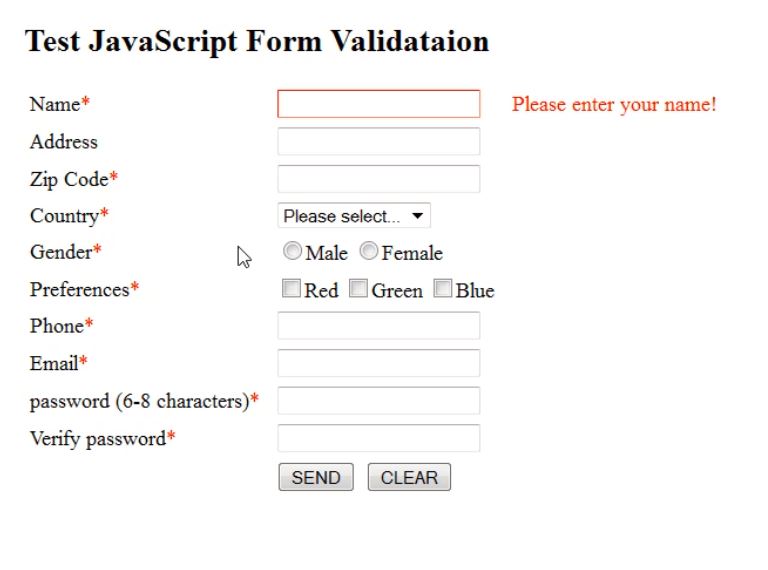 Test JavaScript Form Validataion
Name* Please enter your name!
Address
Zip Code*
Country* Please select...
Gender* Male Female
Preferences* Red Green Blue
Phone*
Email*
password (6-8 characters)*
Verify password*
SEND CLEAR